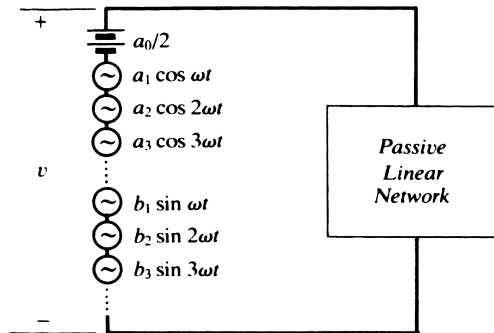 +
a₀/2
a₁ cos ωt
a₂ cos 2ωt
a₃ cos 3ωt
v
b₁ sin ωt
b₂ sin 2ωt
b₃ sin 3ωt
−
Passive
Linear
Network